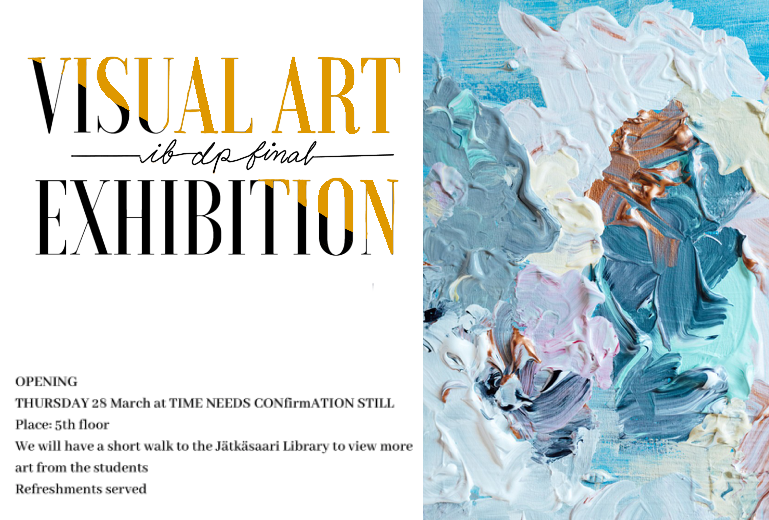 VISUAL ART
ib dp final
EXHIBITION
OPENING
THURSDAY 28 March at TIME NEEDS CONfirmATION STILL
Place: 5th floor
We will have a short walk to the Jätkäsaari Library to view more
art from the students
Refreshments served